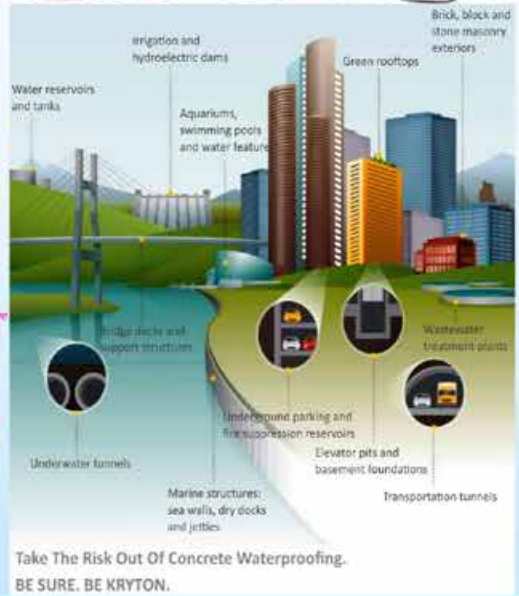 Brick, block and
stone masonry
exteriors
Irrigation and
hydroelectric dams
Green rooftops
Water reservoirs
and tanks
Aquariums,
swimming pools
and water feature
Bridge decks and
support structures
Wastewater
treatment plants
Underground parking and
fire suppression reservoirs
Underwater tunnels
Elevator pits and
basement foundations
Marine structures:
sea walls, dry docks
and jetties
Transportation tunnels
Take The Risk Out Of Concrete Waterproofing.
BE SURE. BE KRYTON.